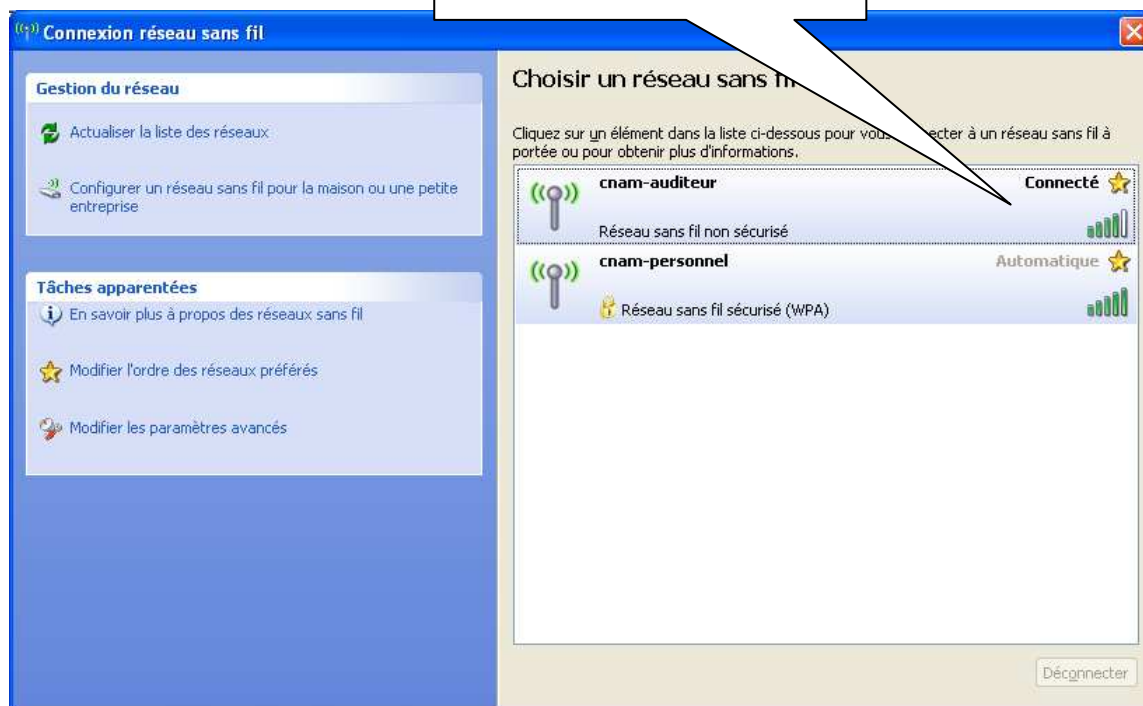 Connexion réseau sans fil
Gestion du réseau
Actualiser la liste des réseaux
Configurer un réseau sans fil pour la maison ou une petite
entreprise
Tâches apparentées
En savoir plus à propos des réseaux sans fil
Modifier l'ordre des réseaux préférés
Modifier les paramètres avancés
Choisir un réseau sans
Cliquez sur un élément dans la liste ci-dessous pour à un réseau sans fil à
portée ou pour obtenir plus d'informations.
cnam-auditeur Connecté
Réseau sans fil non sécurisé
cnam-personnel Automatique
Réseau sans fil sécurisé (WPA)
Déconnecter